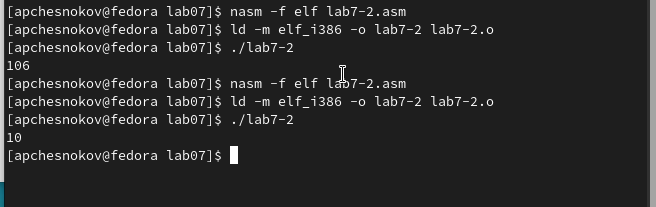 [apchesnokov@fedora lab07]$ nasm -f elf lab7-2.asm
[apchesnokov@fedora lab07]$ ld -m elf_i386 -o lab7-2 lab7-2.o
[apchesnokov@fedora lab07]$ ./lab7-2
106
[apchesnokov@fedora lab07]$ nasm -f elf lab7-2.asm
[apchesnokov@fedora lab07]$ ld -m elf_i386 -o lab7-2 lab7-2.o
[apchesnokov@fedora lab07]$ ./lab7-2
10
[apchesnokov@fedora lab07]$